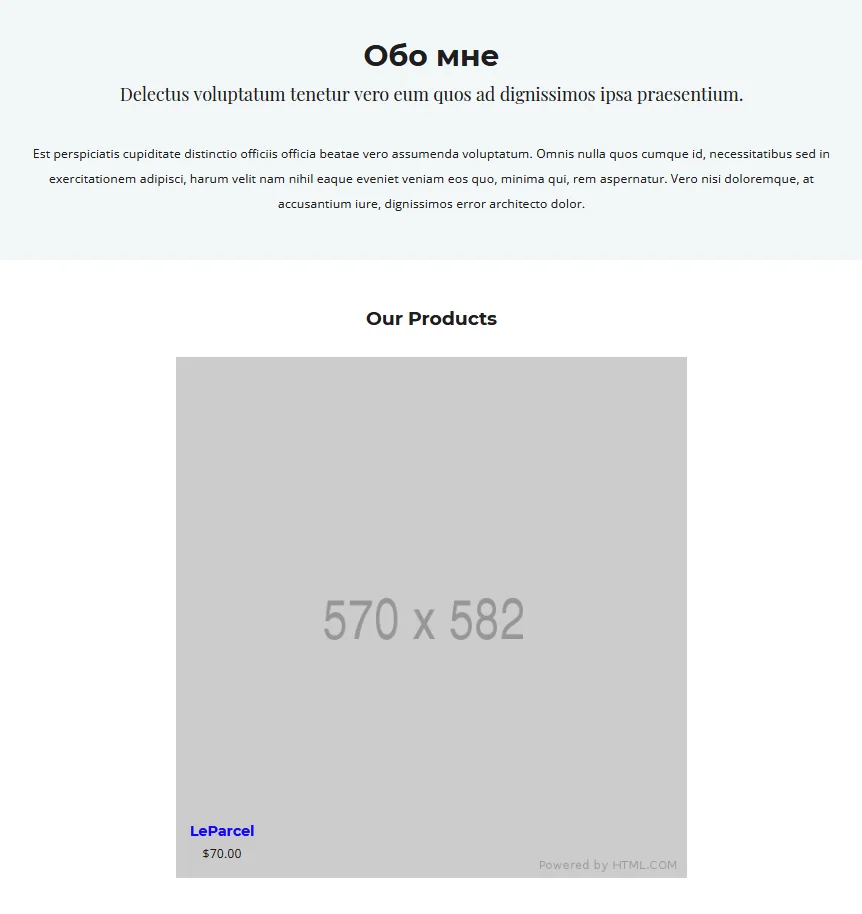 Обо мне
Delectus voluptatum tenetur vero eum quos ad dignissimos ipsa praesentium.
Est perspiciatis cupiditate distinctio officiis officia beatae vero assumenda voluptatum. Omnis nulla quos cumque id, necessitatibus sed in
exercitationem adipisci, harum velit nam nihil eaque eveniet veniam eos quo, minima qui, rem aspernatur. Vero nisi doloremque, at
accusantium iure, dignissimos error architecto dolor.
Our Products
570 x 582
LeParcel
$70.00
Powered by HTML.COM